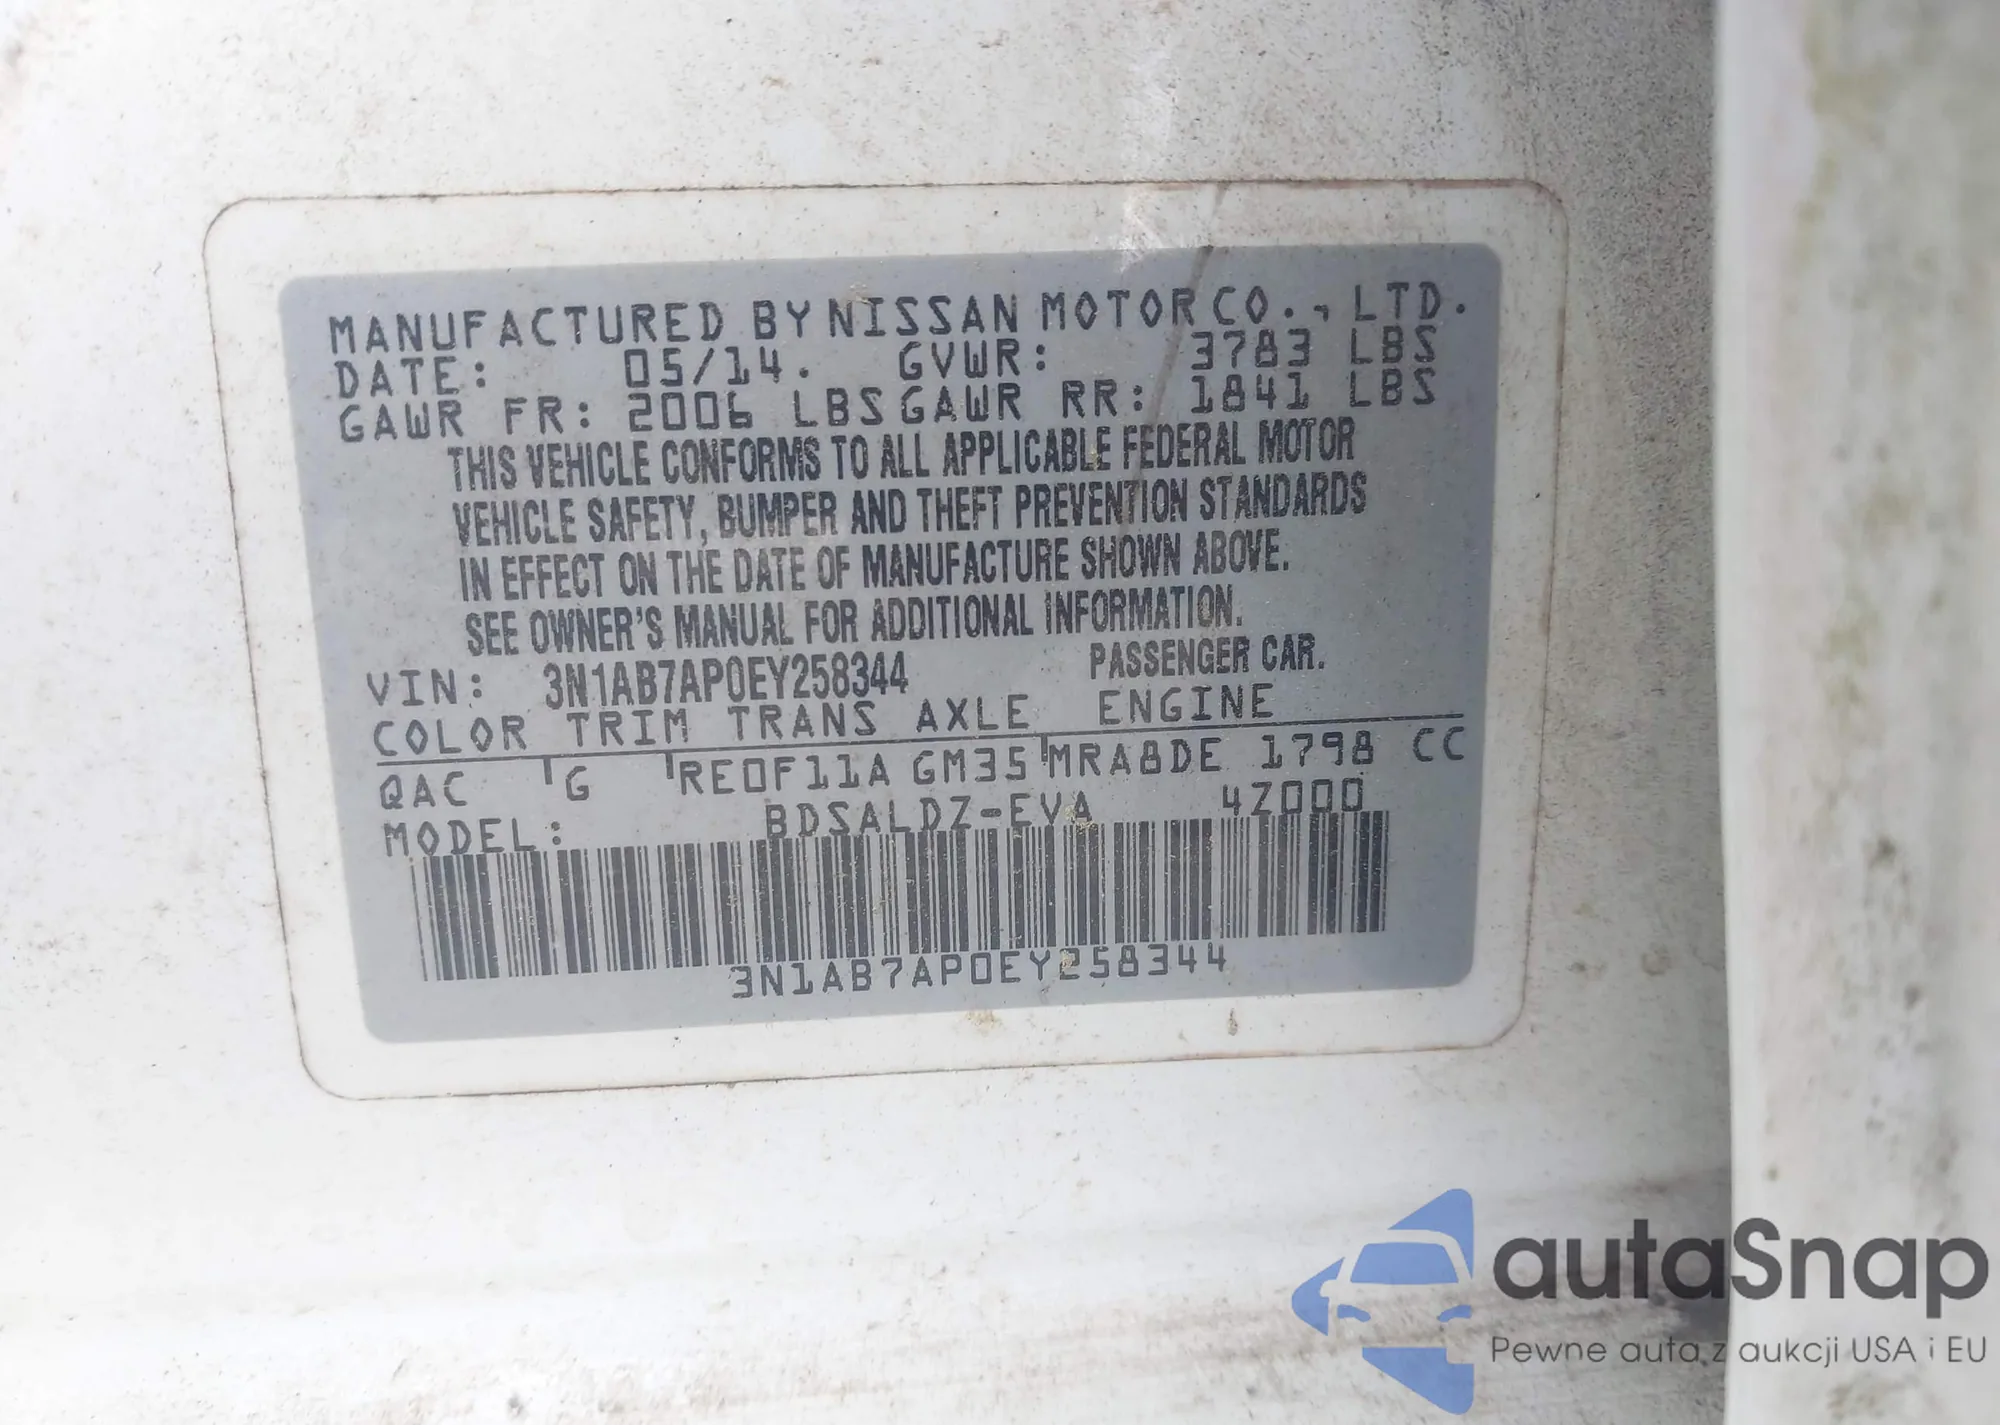 MANUFACTURED BY NISSAN MOTOR CO., LTD.
DATE: 05/14. GVWR: 3783 LBS
GAWR FR: 2006 LBS GAWR RR: 1841 LBS
THIS VEHICLE CONFORMS TO ALL APPLICABLE FEDERAL MOTOR
VEHICLE SAFETY, BUMPER AND THEFT PREVENTION STANDARDS
IN EFFECT ON THE DATE OF MANUFACTURE SHOWN ABOVE.
SEE OWNER'S MANUAL FOR ADDITIONAL INFORMATION.
VIN: 3N1AB7AP0EY258344 PASSENGER CAR.
COLOR TRIM TRANS AXLE ENGINE
QAC G RE0F11A GM35 MRA8DE 1798 CC
MODEL: BDSALDZ-EVA 4Z000
3N1AB7AP0EY258344
autaSnap
Pewne auta z aukcji USA i EU